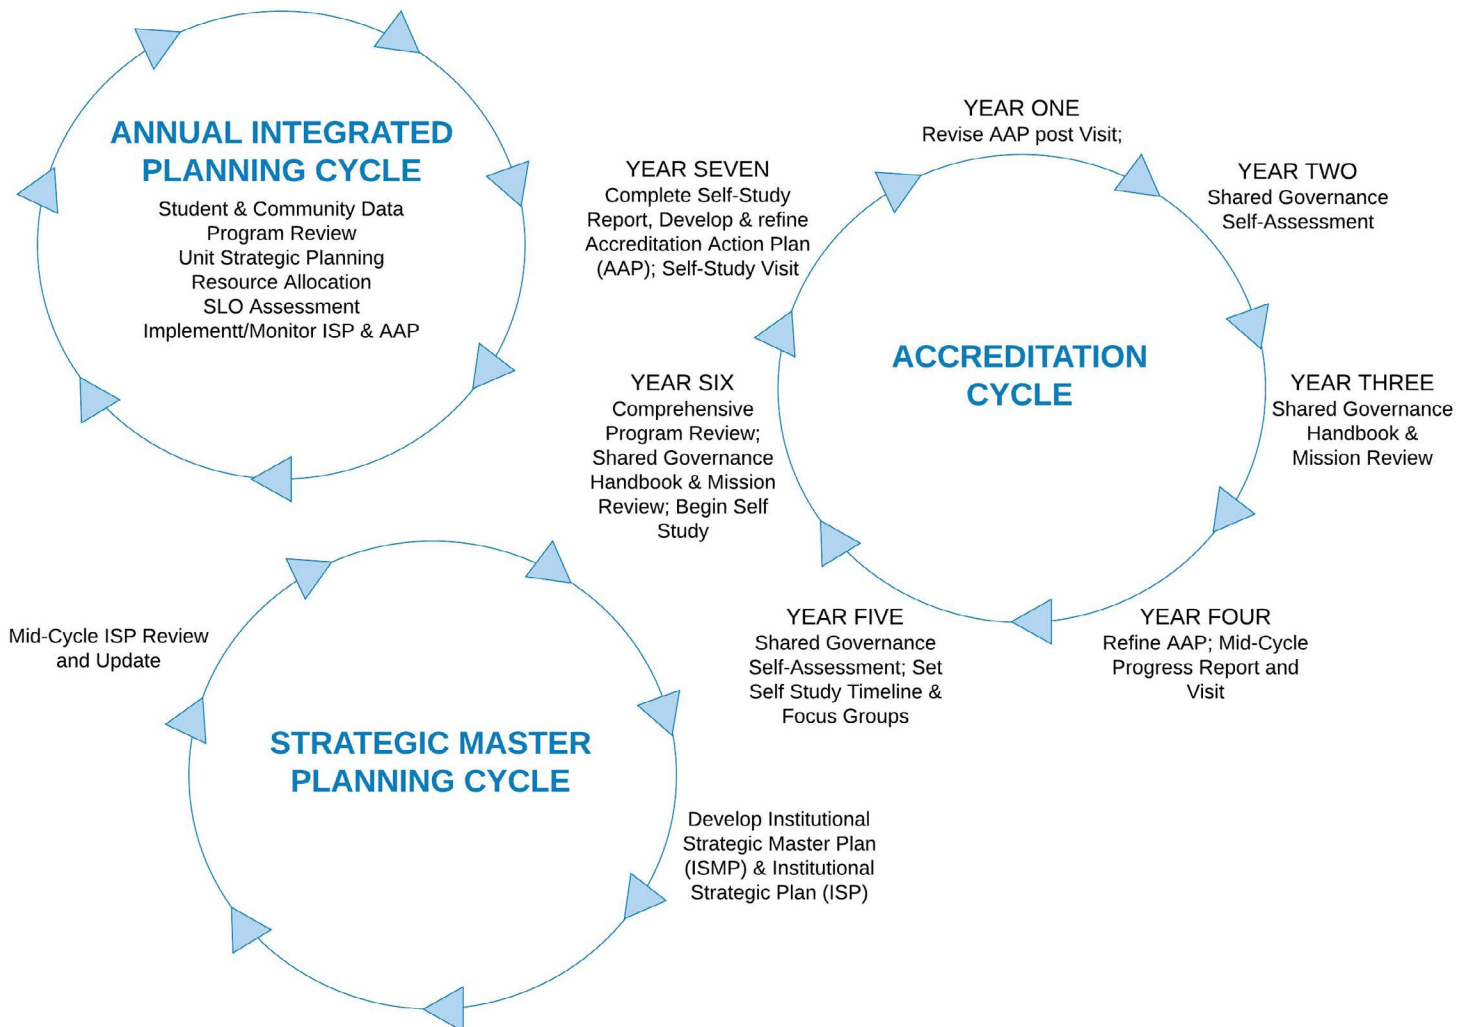 ANNUAL INTEGRATED
PLANNING CYCLE
Student & Community Data
Program Review
Unit Strategic Planning
Resource Allocation
SLO Assessment
Implementt/Monitor ISP & AAP
YEAR ONE
Revise AAP post Visit;
YEAR TWO
Shared Governance
Self-Assessment
YEAR THREE
Shared Governance
Handbook &
Mission Review
YEAR FOUR
Refine AAP; Mid-Cycle
Progress Report and
Visit
YEAR FIVE
Shared Governance
Self-Assessment; Set
Self Study Timeline &
Focus Groups
YEAR SIX
Comprehensive
Program Review;
Shared Governance
Handbook & Mission
Review; Begin Self
Study
YEAR SEVEN
Complete Self-Study
Report, Develop & refine
Accreditation Action Plan
(AAP); Self-Study Visit
ACCREDITATION
CYCLE
Mid-Cycle ISP Review
and Update
STRATEGIC MASTER
PLANNING CYCLE
Develop Institutional
Strategic Master Plan
(ISMP) & Institutional
Strategic Plan (ISP)